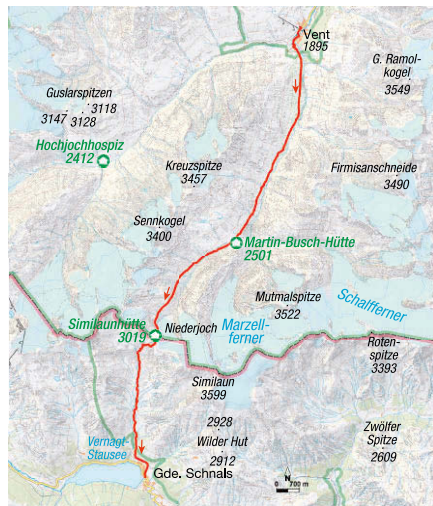 Vent
1895
G. Ramol-
kogel
3549
Guslarspitzen
3118
3147 3128
Hochjochhospiz
2412
Kreuzspitze
3457
Firmisanschneide
3490
Sennkogel
3400
Martin-Busch-Hütte
2501
Mutmalspitze
3522
Schalfferner
Similaunhütte
3019
Niederjoch
Marzell-
ferner
Roten-
spitze
3393
Similaun
3599
2928
Wilder Hut
2912
Zwölfer
Spitze
2609
Vernagt-
Stausee
Gde. Schnals
N
0 700 m